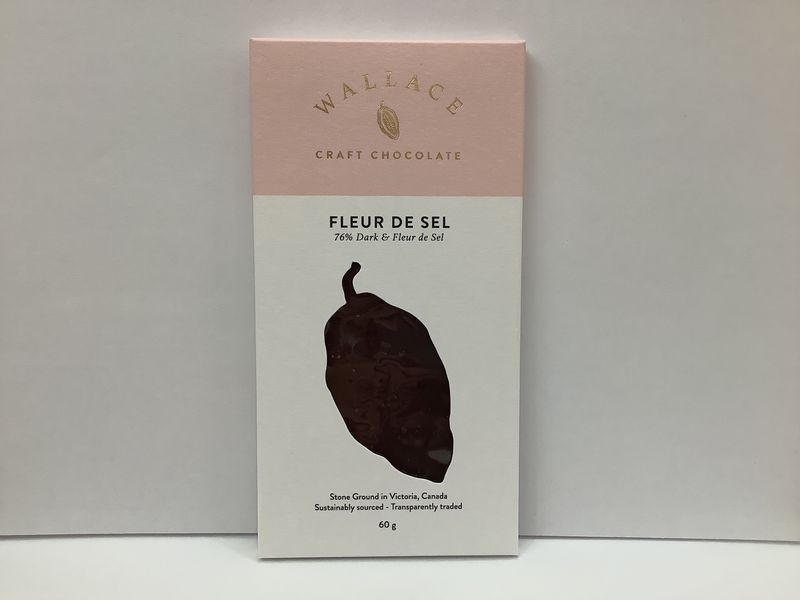 WALLACE
CRAFT CHOCOLATE
FLEUR DE SEL
76% Dark & Fleur de Sel
Stone Ground in Victoria, Canada
Sustainably sourced - Transparently traded
60 g